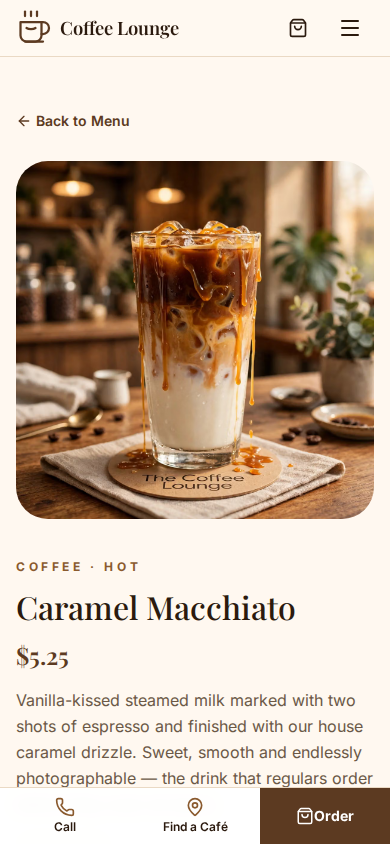 Coffee Lounge
← Back to Menu
The Coffee
Lounge
COFFEE · HOT
Caramel Macchiato
$5.25
Vanilla-kissed steamed milk marked with two
shots of espresso and finished with our house
caramel drizzle. Sweet, smooth and endlessly
photographable — the drink that regulars order
Call
Find a Café
Order